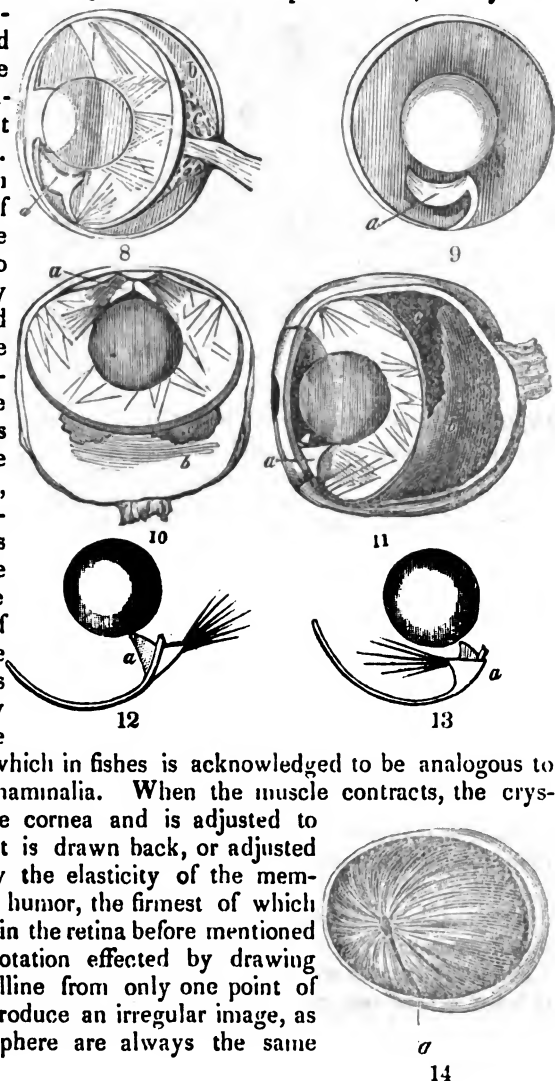 d
e
t
.
n
f
e
o
y
d
e
e
s
e
,
s
e
e
f
e
s
y
e
b
c
a
8
a
9
a
b
10
c
b
a
11
a
12
a
13
which in fishes is acknowledged to be analogous to
nammalia. When the muscle contracts, the crys-
e cornea and is adjusted to
t is drawn back, or adjusted
y the elasticity of the mem-
humor, the firmest of which
in the retina before mentioned
otation effected by drawing
lline from only one point of
roduce an irregular image, as
phere are always the same
a
14